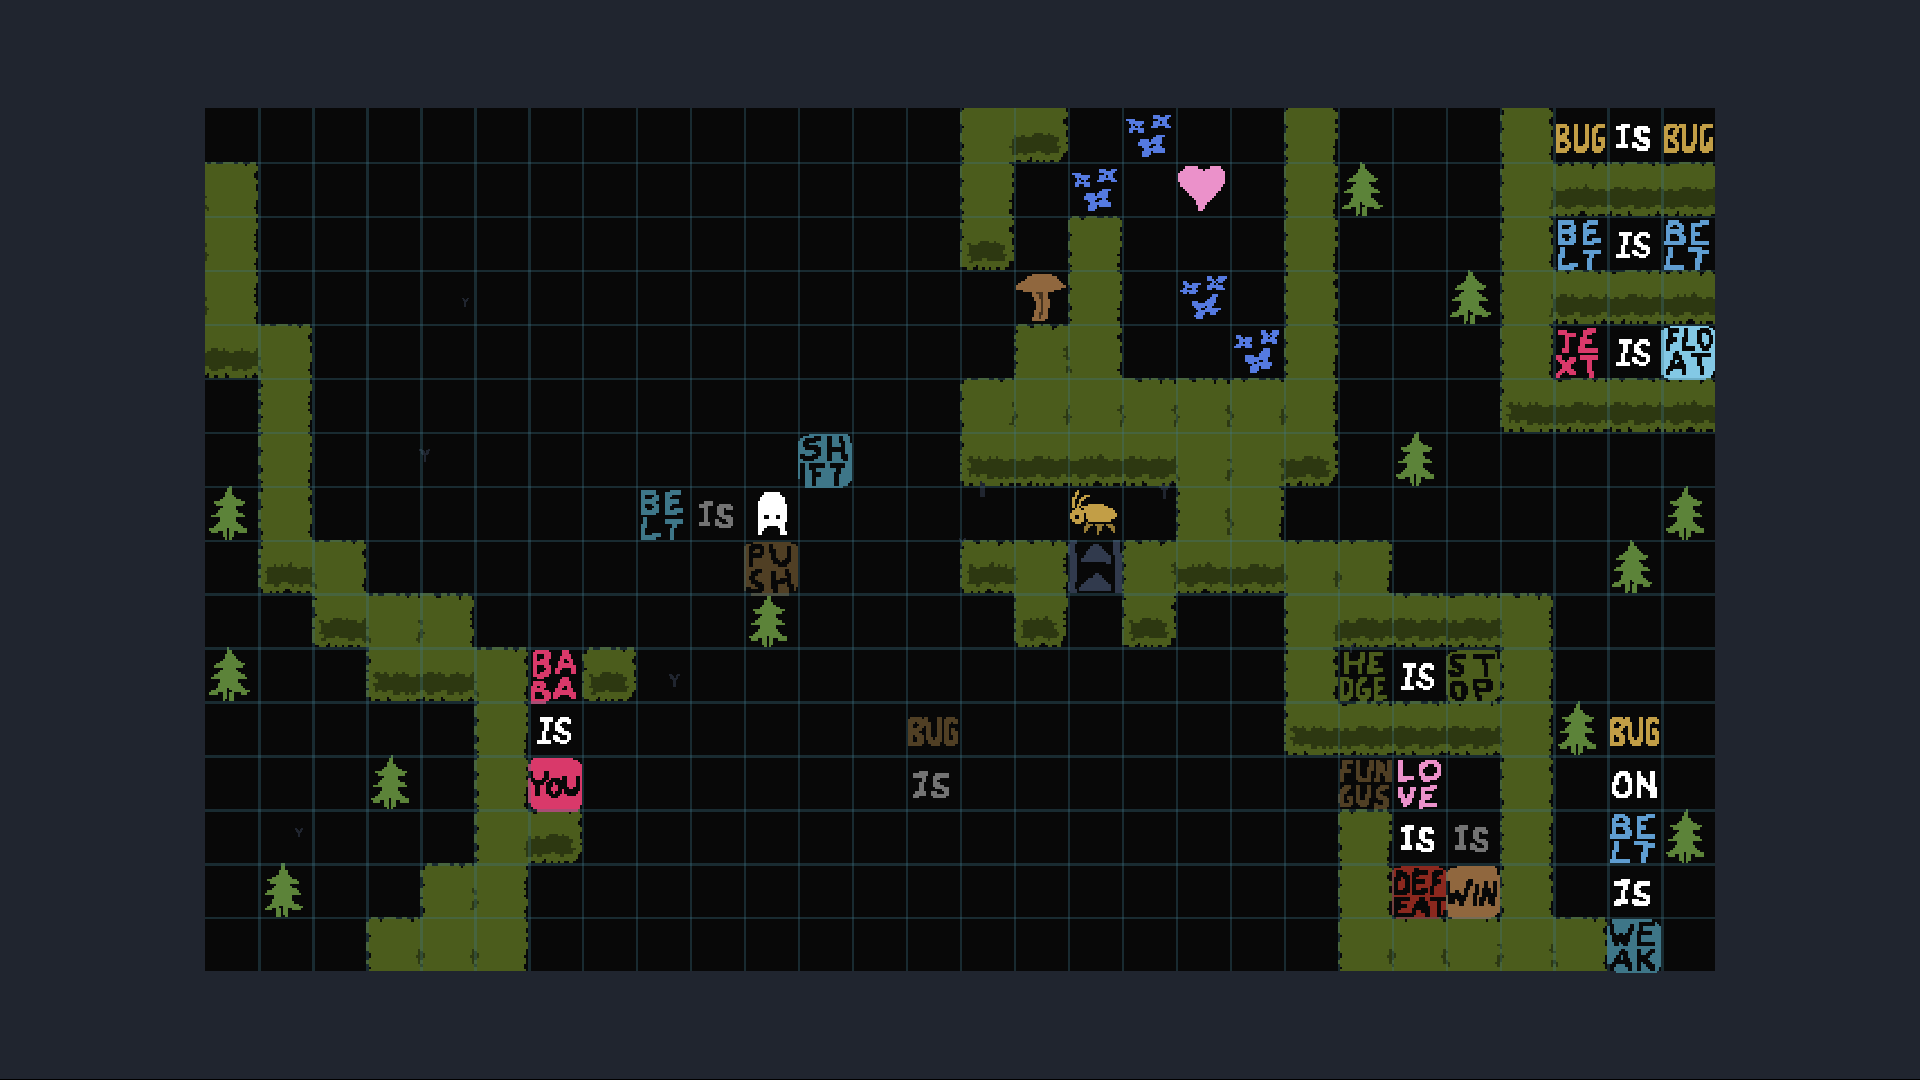 BUG IS BUG
BELT IS BELT
TEXT IS FLOAT
SHIFT
BELT IS
PUSH
BABA
IS
YOU
BUG
IS
HEDGE IS STOP
BUG
ON
BELT
IS
WEAK
FUNGUS LOVE
IS IS
DEFEAT WIN